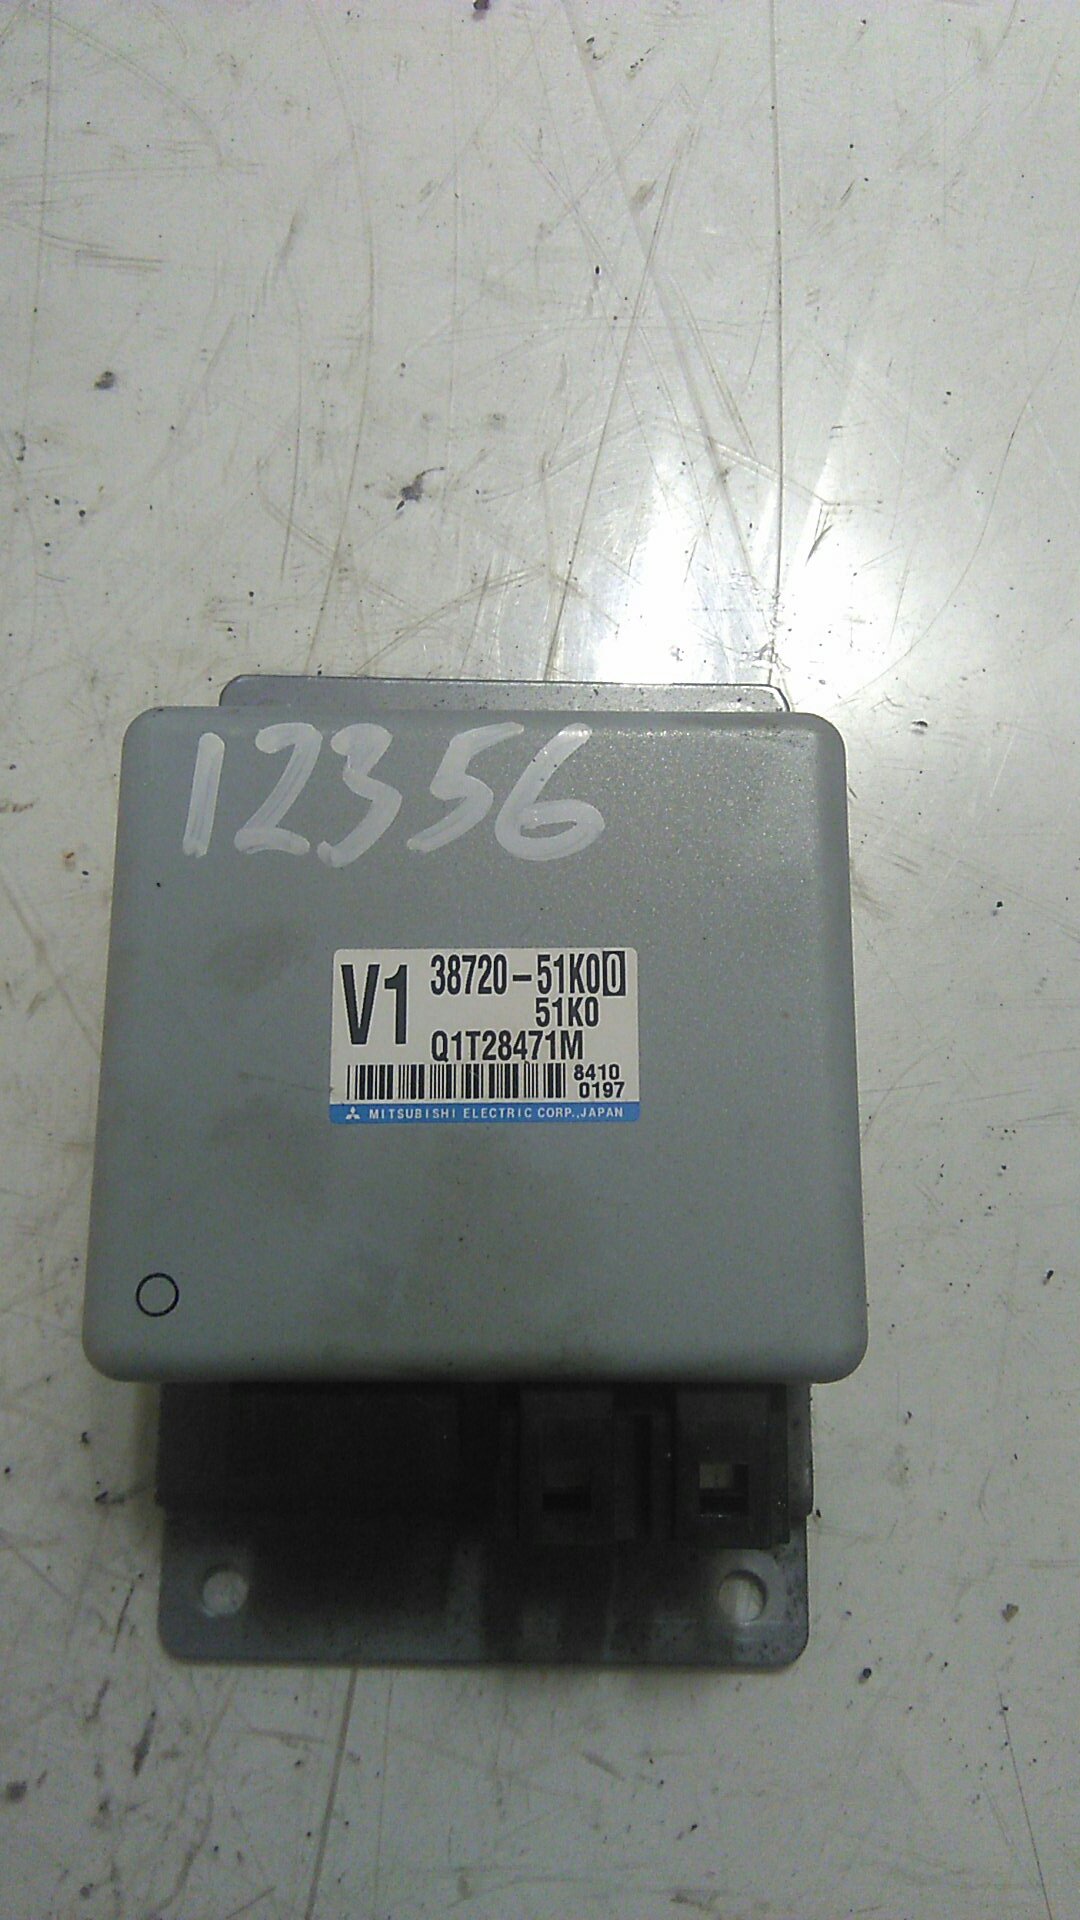 12356
V1
38720-51K00
51K0
Q1T28471M
8410
0197
MITSUBISHI ELECTRIC CORP.,JAPAN